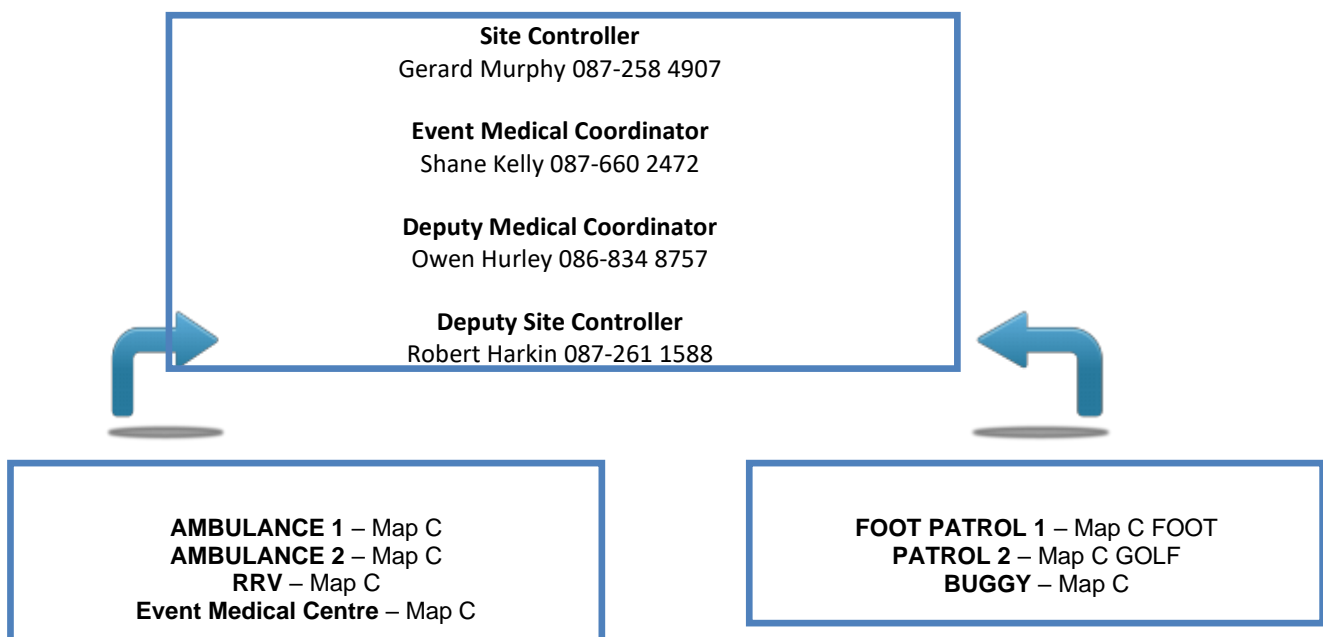 Site Controller
Gerard Murphy 087-258 4907
Event Medical Coordinator
Shane Kelly 087-660 2472
Deputy Medical Coordinator
Owen Hurley 086-834 8757
Deputy Site Controller
Robert Harkin 087-261 1588
AMBULANCE 1 – Map C
AMBULANCE 2 – Map C
RRV – Map C
Event Medical Centre – Map C
FOOT PATROL 1 – Map C FOOT
PATROL 2 – Map C GOLF
BUGGY – Map C